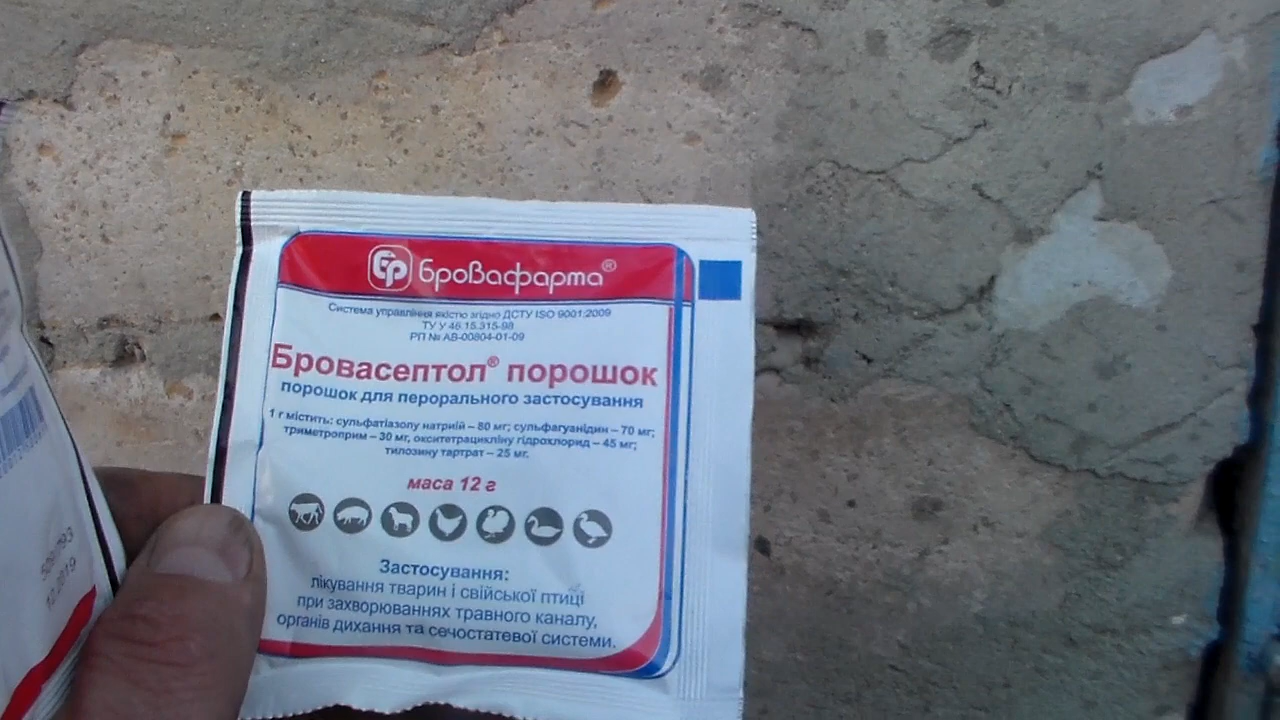 БроВафарма®
Система управління якістю згідно ДСТУ ISO 9001:2009
ТУ У 46.15.315-98
РП № АВ-00804-01-09
Бровасептол® порошок
порошок для перорального застосування
1 г містить: сульфатіазолу натрій – 80 мг; сульфагуанідин – 70 мг;
триметроприм – 30 мг, окситетрацикліну гідрохлорид – 45 мг;
тилозину тартрат – 25 мг.
маса 12 г
Застосування:
лікування тварин і свійської птиці
при захворюваннях травного каналу,
органів дихання та сечостатевої системи.
10.2019